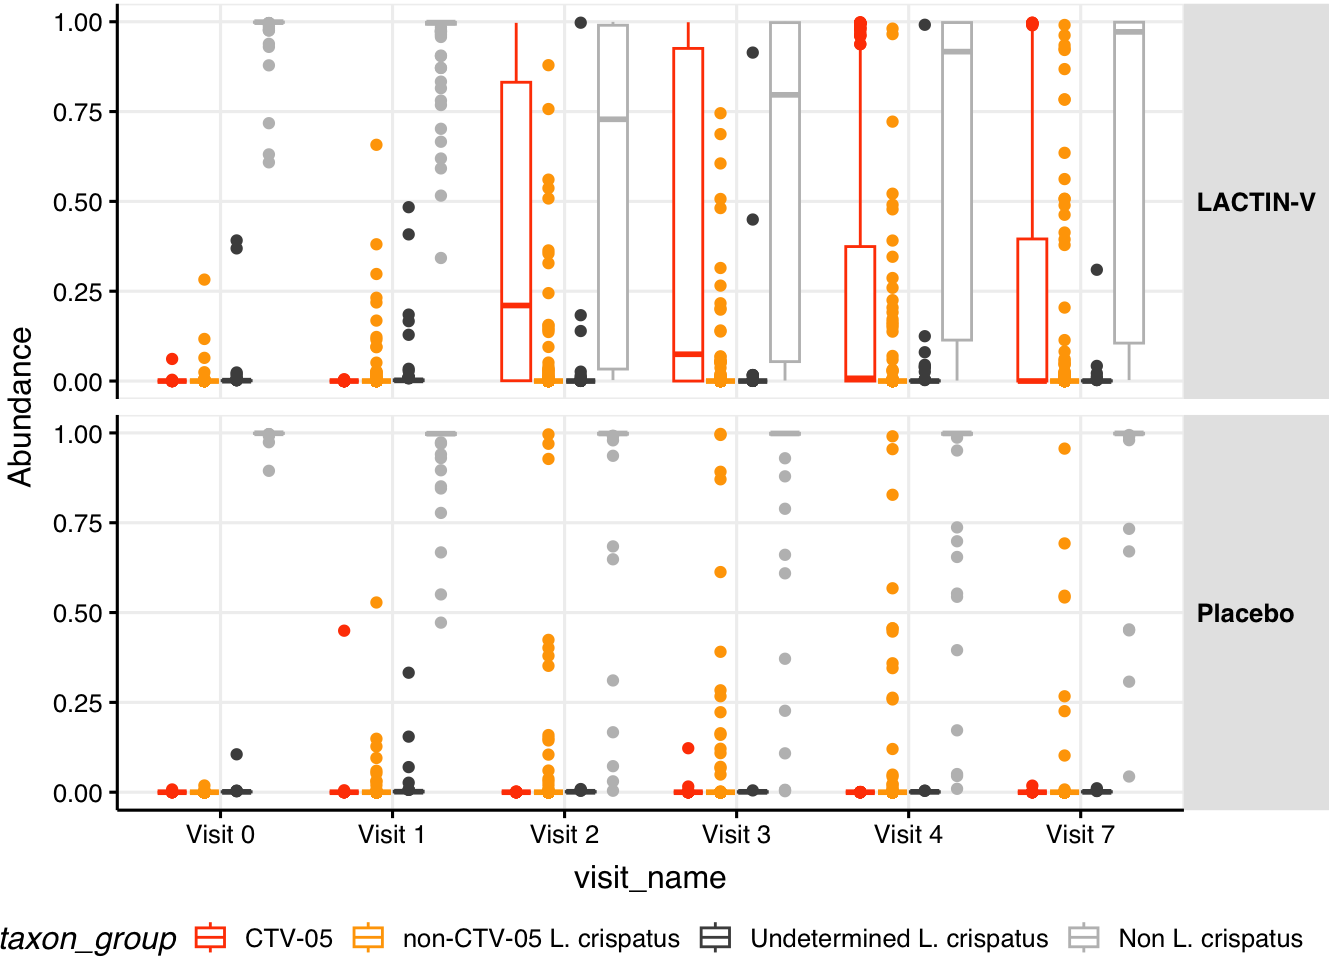 1.00
0.75
0.50
0.25
0.00
LACTIN-V
1.00
0.75
0.50
0.25
0.00
Placebo
Abundance
Visit 0 Visit 1 Visit 2 Visit 3 Visit 4 Visit 7
visit_name
taxon_group CTV-05 non-CTV-05 L. crispatus Undetermined L. crispatus Non L. crispatus